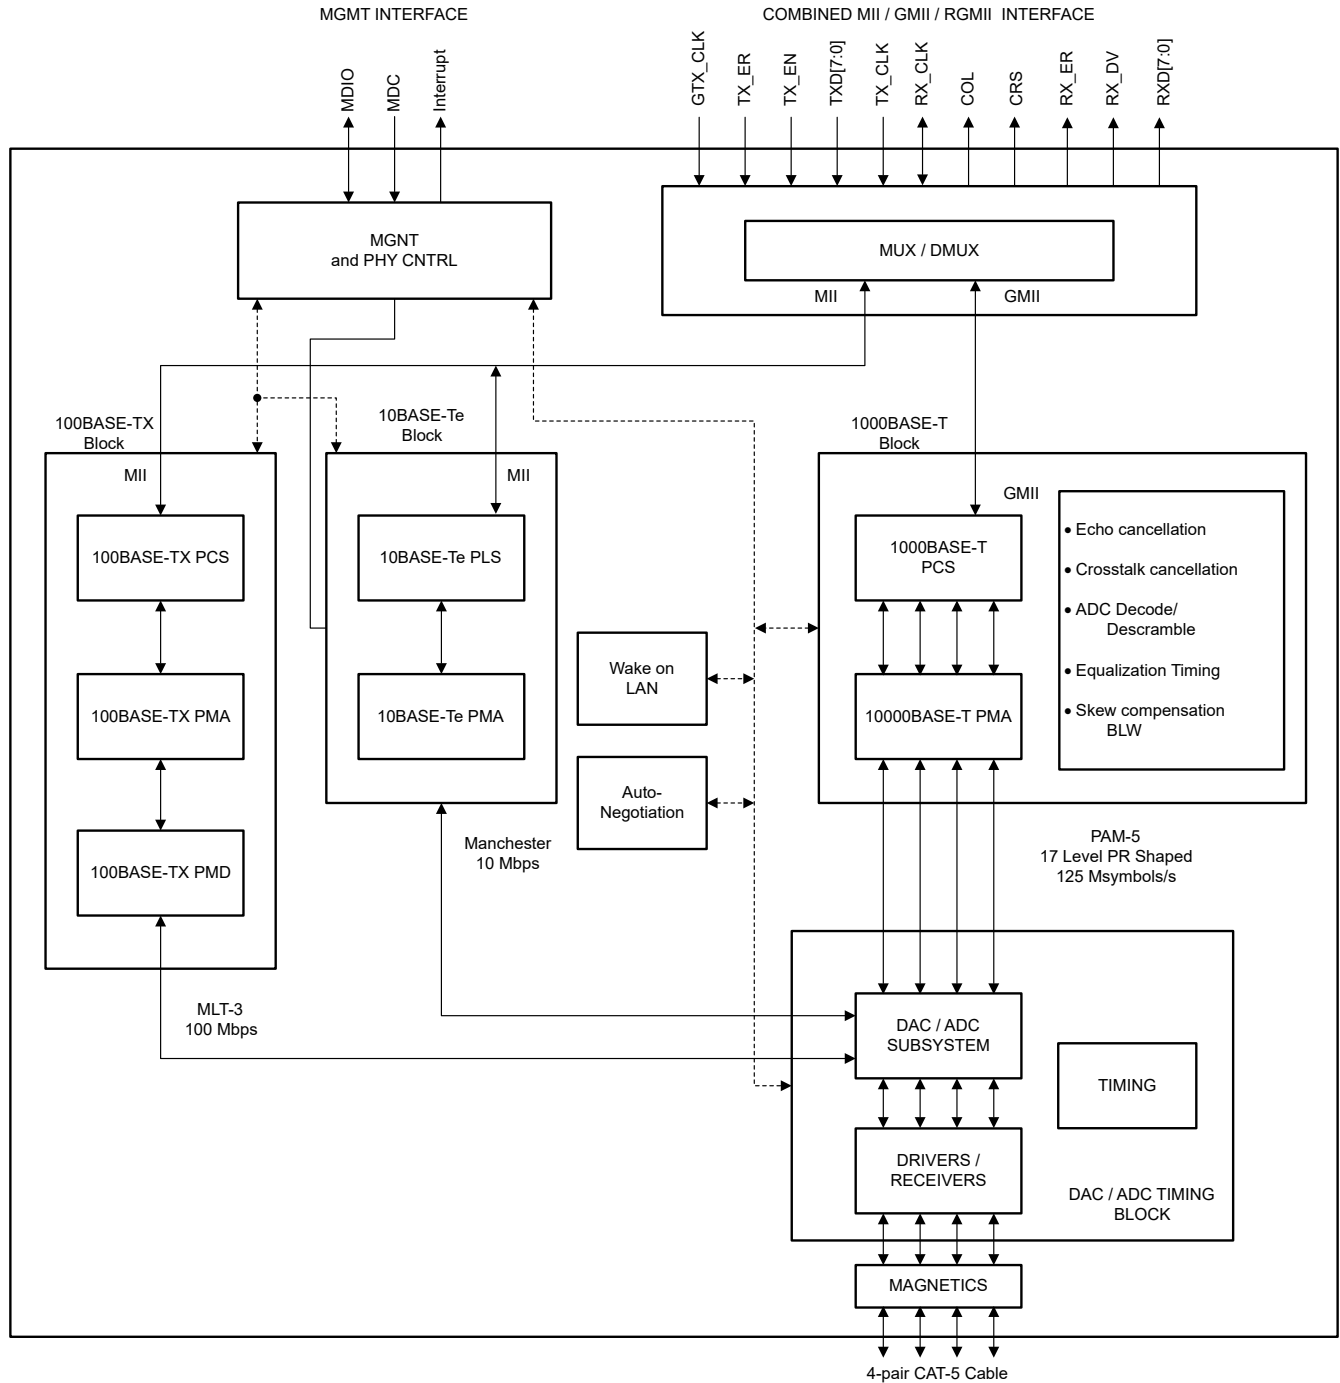 MGMT INTERFACE
COMBINED MII / GMII / RGMII INTERFACE
MDIO
MDC
Interrupt
GTX_CLK
TX_ER
TX_EN
TXD[7:0]
TX_CLK
RX_CLK
COL
CRS
RX_ER
RX_DV
RXD[7:0]
MGNT
and PHY CNTRL
MUX / DMUX
MII
GMII
100BASE-TX
Block
10BASE-Te
Block
1000BASE-T
Block
MII
MII
GMII
100BASE-TX PCS
10BASE-Te PLS
1000BASE-T
PCS
• Echo cancellation
• Crosstalk cancellation
• ADC Decode/
Descramble
• Equalization Timing
• Skew compensation
BLW
Wake on
LAN
100BASE-TX PMA
10BASE-Te PMA
10000BASE-T PMA
Auto-
Negotiation
100BASE-TX PMD
Manchester
10 Mbps
PAM-5
17 Level PR Shaped
125 Msymbols/s
MLT-3
100 Mbps
DAC / ADC
SUBSYSTEM
TIMING
DRIVERS /
RECEIVERS
DAC / ADC TIMING
BLOCK
MAGNETICS
4-pair CAT-5 Cable